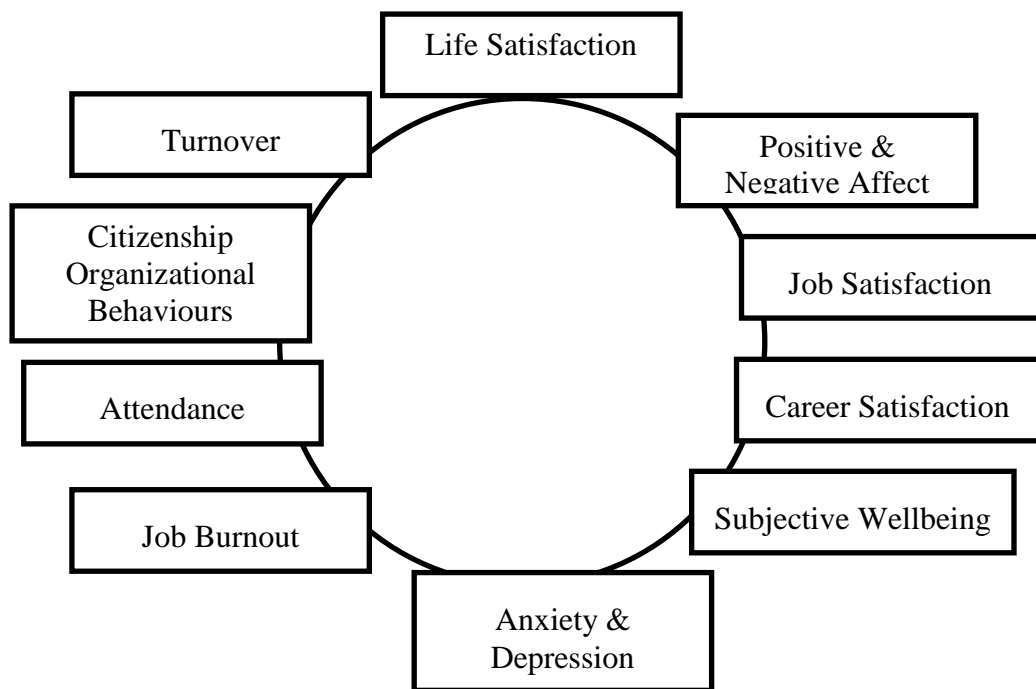 Life Satisfaction
Positive &
Negative Affect
Job Satisfaction
Career Satisfaction
Subjective Wellbeing
Anxiety &
Depression
Job Burnout
Attendance
Citizenship
Organizational
Behaviours
Turnover